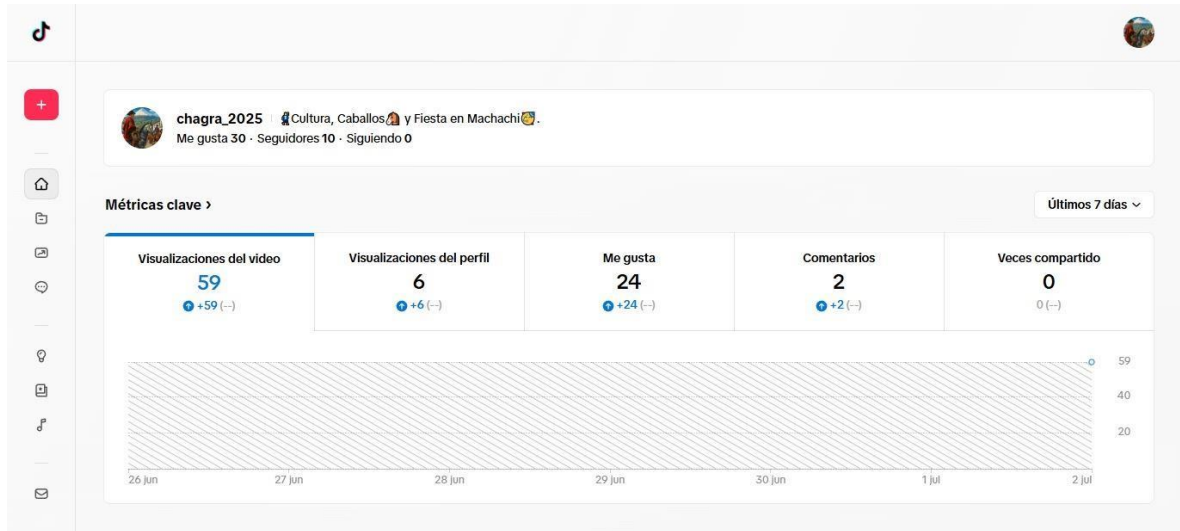 chagra_2025 Cultura, Caballos y Fiesta en Machachi.
Me gusta 30 · Seguidores 10 · Siguiendo 0
Métricas clave >
Últimos 7 días
Visualizaciones del video
59
+59 (--)
Visualizaciones del perfil
6
+6 (--)
Me gusta
24
+24 (--)
Comentarios
2
+2 (--)
Veces compartido
0
0 (--)
59
40
20
26 jun 27 jun 28 jun 29 jun 30 jun 1 jul 2 jul